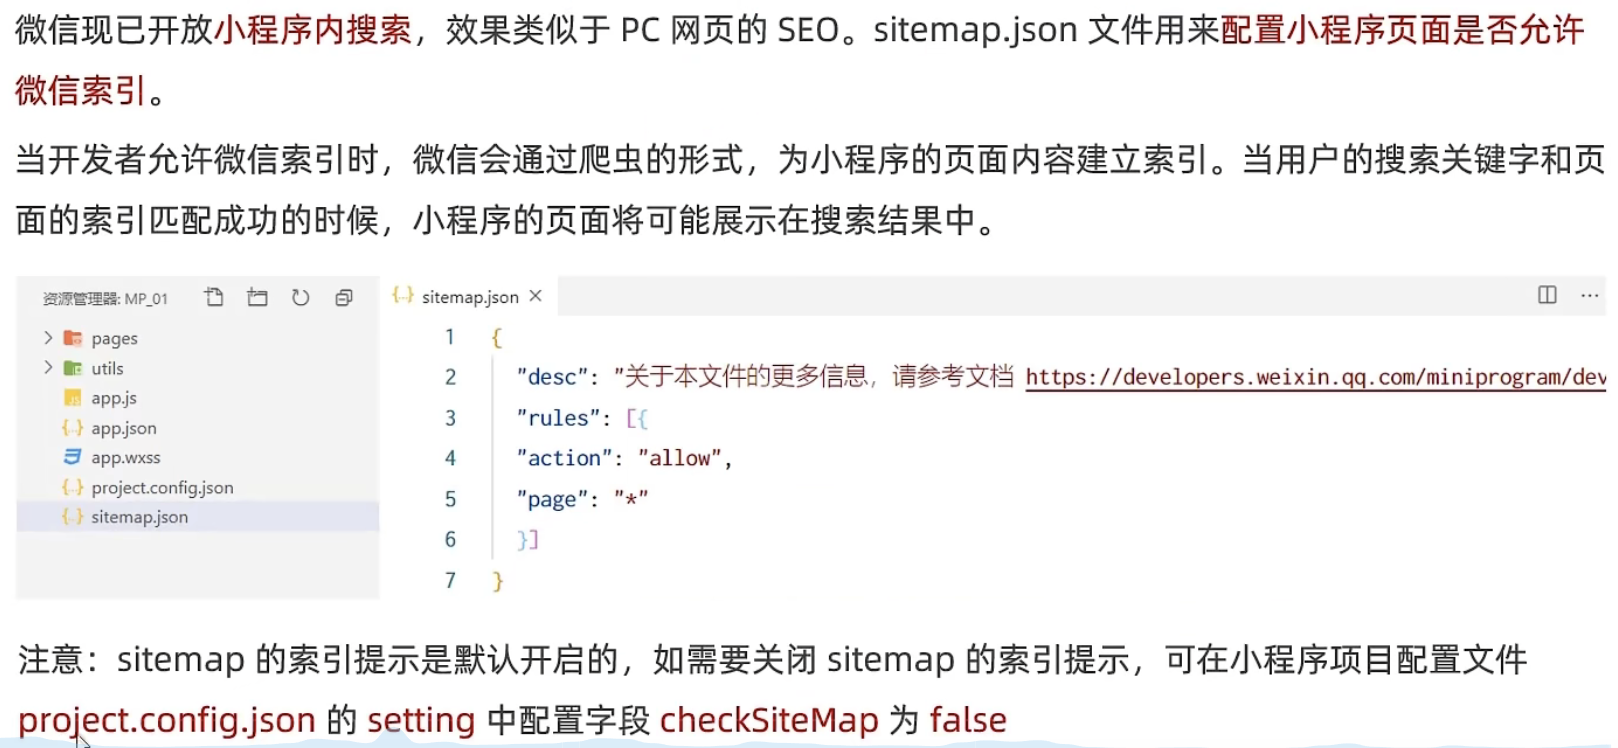 微信现已开放小程序内搜索，效果类似于 PC 网页的 SEO。sitemap.json 文件用来配置小程序页面是否允许
微信索引。
当开发者允许微信索引时，微信会通过爬虫的形式，为小程序的页面内容建立索引。当用户的搜索关键字和页
面的索引匹配成功的时候，小程序的页面将可能展示在搜索结果中。
资源管理器: MP_01
pages
utils
app.js
app.json
app.wxss
project.config.json
sitemap.json
sitemap.json
1 {
2 "desc": "关于本文件的更多信息，请参考文档 https://developers.weixin.qq.com/miniprogram/dev
3 "rules": [{
4 "action": "allow",
5 "page": "*"
6 }]
7 }
注意：sitemap 的索引提示是默认开启的，如需要关闭 sitemap 的索引提示，可在小程序项目配置文件
project.config.json 的 setting 中配置字段 checkSiteMap 为 false